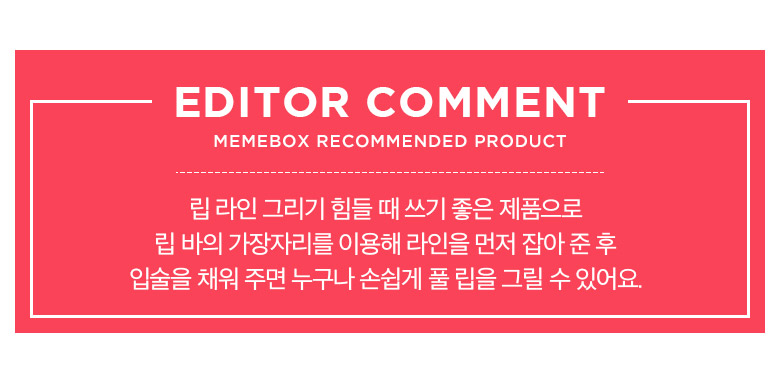 EDITOR COMMENT
MEMEBOX RECOMMENDED PRODUCT
립 라인 그리기 힘들 때 쓰기 좋은 제품으로
립 바의 가장자리를 이용해 라인을 먼저 잡아 준 후
입술을 채워 주면 누구나 손쉽게 풀 립을 그릴 수 있어요.